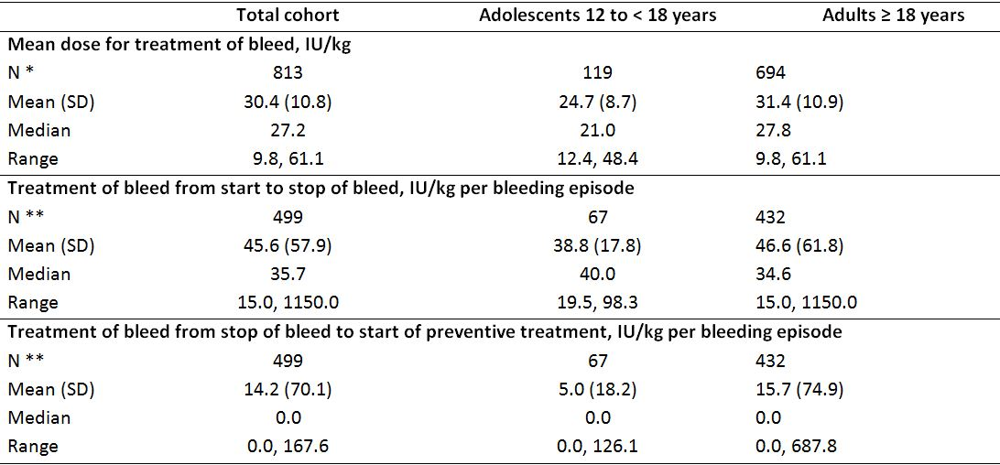 Total cohort Adolescents 12 to < 18 years Adults ≥ 18 years
Mean dose for treatment of bleed, IU/kg
N * 813 119 694
Mean (SD) 30.4 (10.8) 24.7 (8.7) 31.4 (10.9)
Median 27.2 21.0 27.8
Range 9.8, 61.1 12.4, 48.4 9.8, 61.1
Treatment of bleed from start to stop of bleed, IU/kg per bleeding episode
N ** 499 67 432
Mean (SD) 45.6 (57.9) 38.8 (17.8) 46.6 (61.8)
Median 35.7 40.0 34.6
Range 15.0, 1150.0 19.5, 98.3 15.0, 1150.0
Treatment of bleed from stop of bleed to start of preventive treatment, IU/kg per bleeding episode
N ** 499 67 432
Mean (SD) 14.2 (70.1) 5.0 (18.2) 15.7 (74.9)
Median 0.0 0.0 0.0
Range 0.0, 167.6 0.0, 126.1 0.0, 687.8